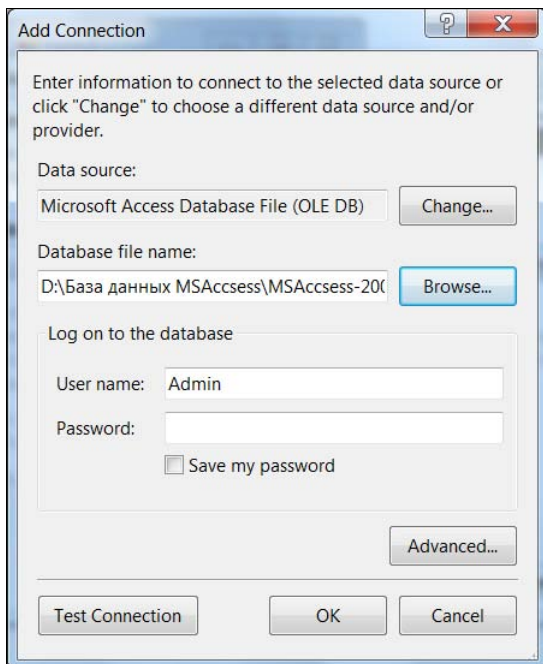 Add Connection
Enter information to connect to the selected data source or
click "Change" to choose a different data source and/or
provider.
Data source:
Microsoft Access Database File (OLE DB)
Change...
Database file name:
D:\База данных MSAccsess\MSAccsess-200
Browse...
Log on to the database
User name:
Admin
Password:
Save my password
Advanced...
Test Connection
OK
Cancel